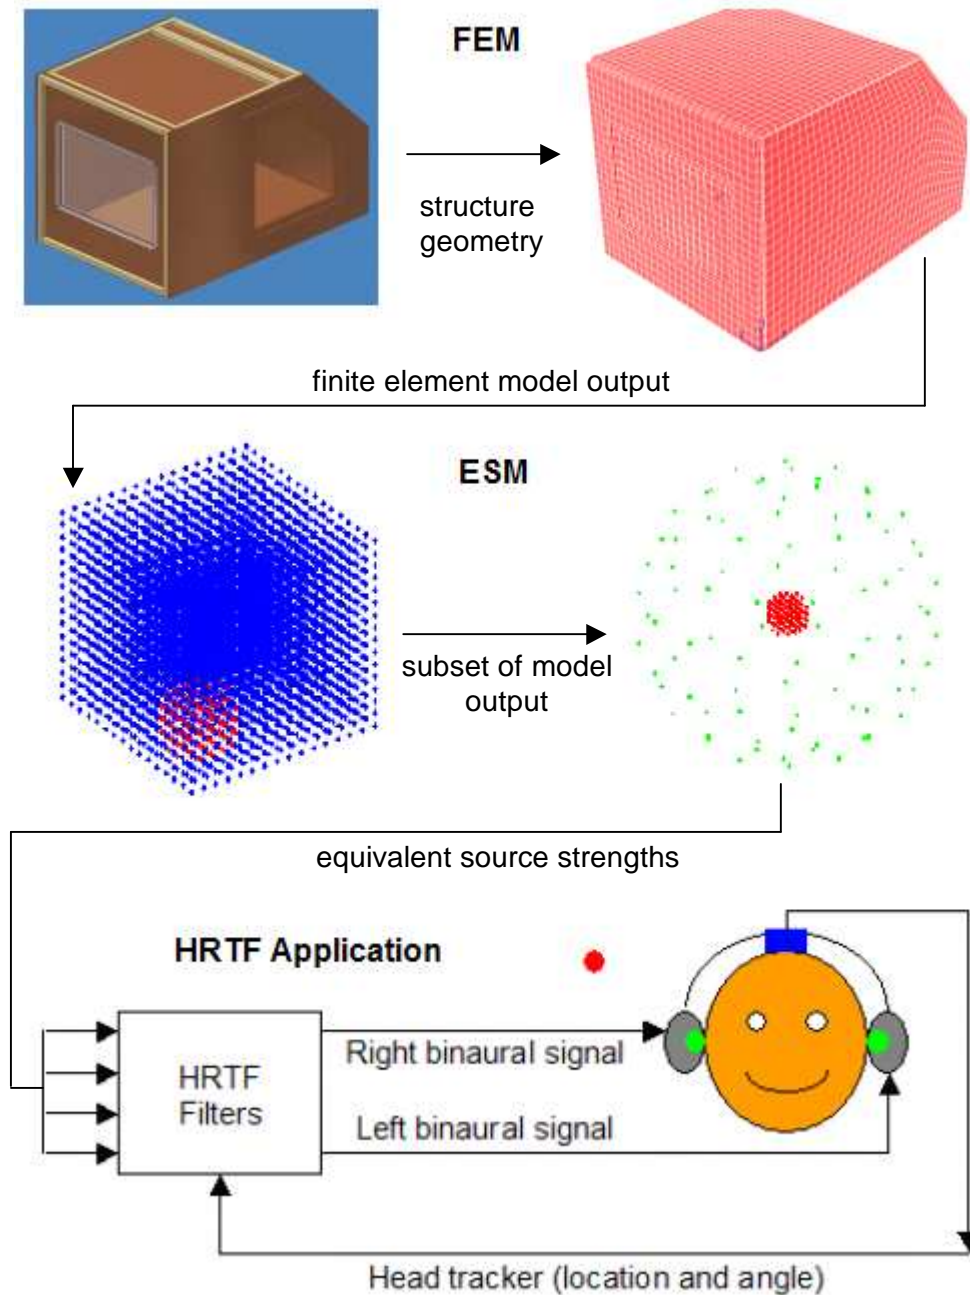 FEM
structure
geometry
finite element model output
ESM
subset of model
output
equivalent source strengths
HRTF Application
Right binaural signal
HRTF
Filters
Left binaural signal
Head tracker (location and angle)